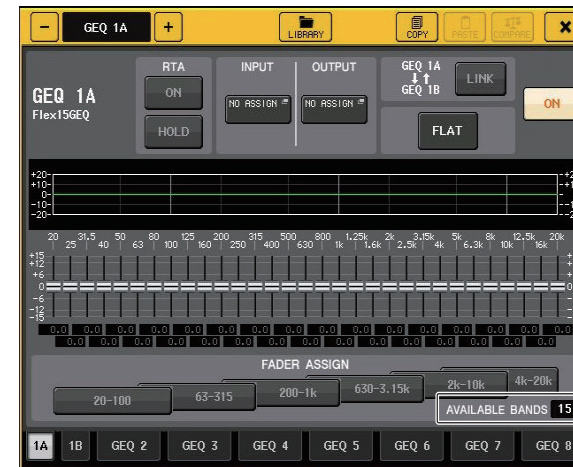 − GEQ 1A + LIBRARY COPY PASTE COMPARE ×
RTA INPUT OUTPUT GEQ 1A LINK
GEQ 1B
GEQ 1A ON NO ASSIGN NO ASSIGN ON
Flex15GEQ
HOLD FLAT
+20
+10
0
-10
-20
20 31.5 50 80 125 200 315 500 800 1.25k 2k 3.15k 5k 8k 12.5k 20k
25 40 63 100 160 250 400 630 1k 1.6k 2.5k 4k 6.3k 10k 16k
+15
+12
+6
0
-6
-12
-15
0.0 0.0 0.0 0.0 0.0 0.0 0.0 0.0 0.0 0.0 0.0 0.0 0.0 0.0 0.0 0.0
0.0 0.0 0.0 0.0 0.0 0.0 0.0 0.0 0.0 0.0 0.0 0.0 0.0 0.0 0.0
FADER ASSIGN
20-100 63-315 200-1k 630-3.15k 2k-10k 4k-20k
AVAILABLE BANDS 15
1A 1B GEQ 2 GEQ 3 GEQ 4 GEQ 5 GEQ 6 GEQ 7 GEQ 8